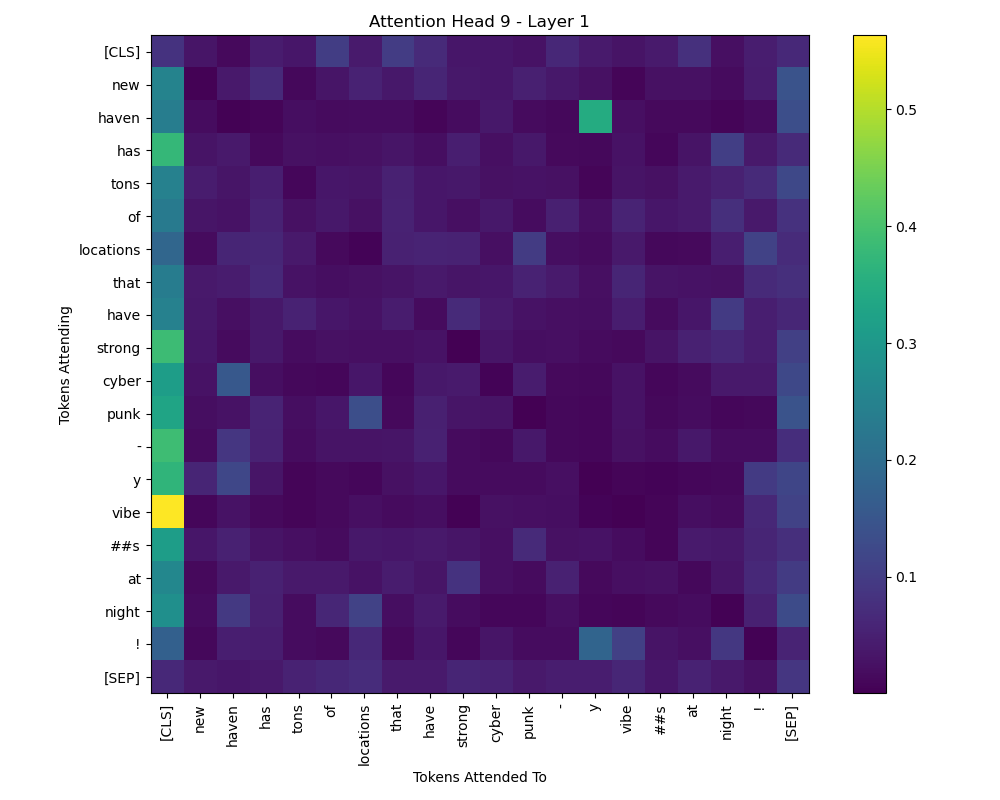 Attention Head 9 - Layer 1
Tokens Attending
[CLS]
new
haven
has
tons
of
locations
that
have
strong
cyber
punk
-
y
vibe
##s
at
night
!
[SEP]
[CLS]
new
haven
has
tons
of
locations
that
have
strong
cyber
punk
-
y
vibe
##s
at
night
!
[SEP]
Tokens Attended To
0.5
0.4
0.3
0.2
0.1